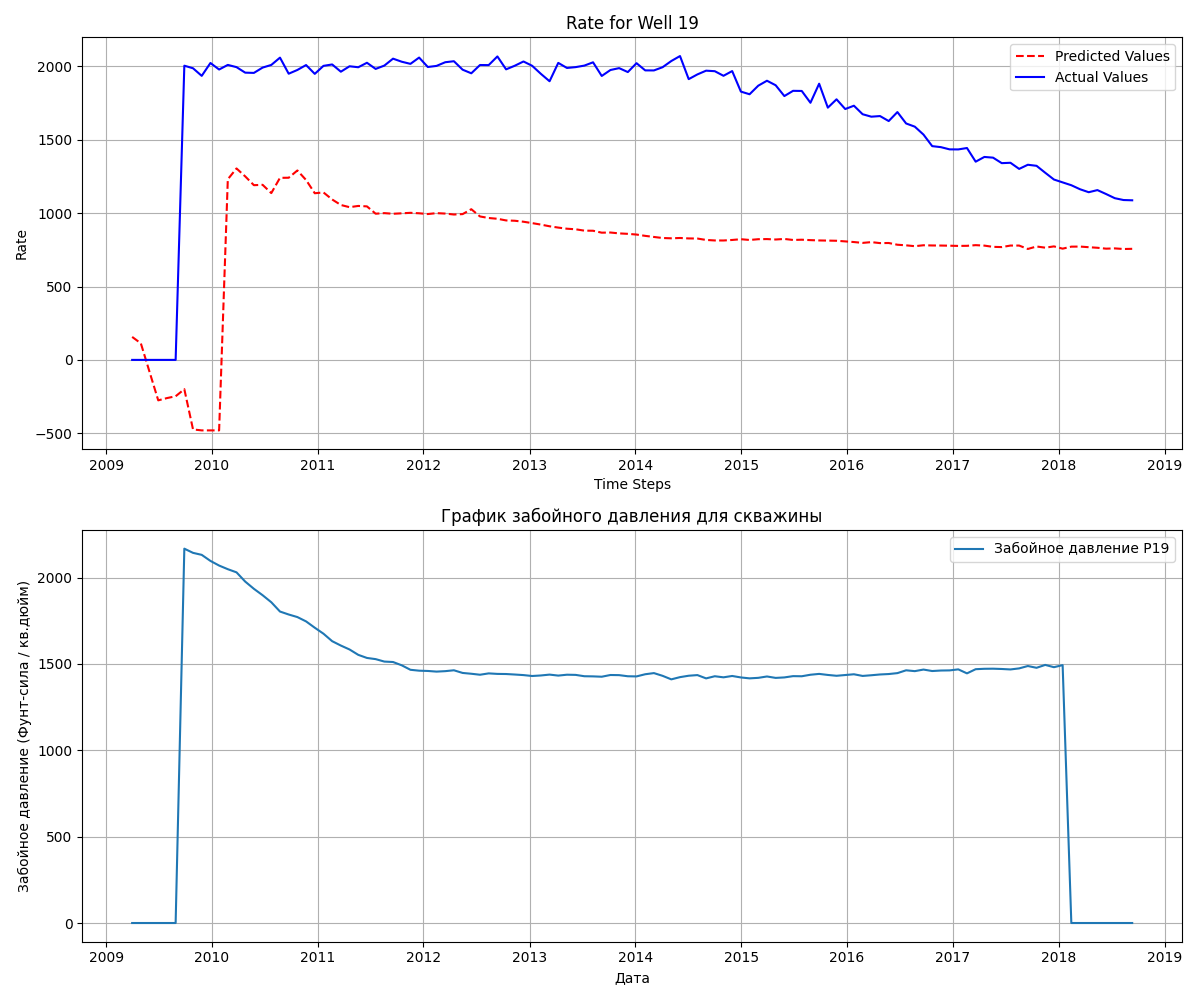 Rate for Well 19
Predicted Values
Actual Values
Rate
2000
1500
1000
500
0
−500
2009 2010 2011 2012 2013 2014 2015 2016 2017 2018 2019
Time Steps
График забойного давления для скважины
Забойное давление P19
Забойное давление (Фунт-сила / кв.дюйм)
2000
1500
1000
500
0
2009 2010 2011 2012 2013 2014 2015 2016 2017 2018 2019
Дата